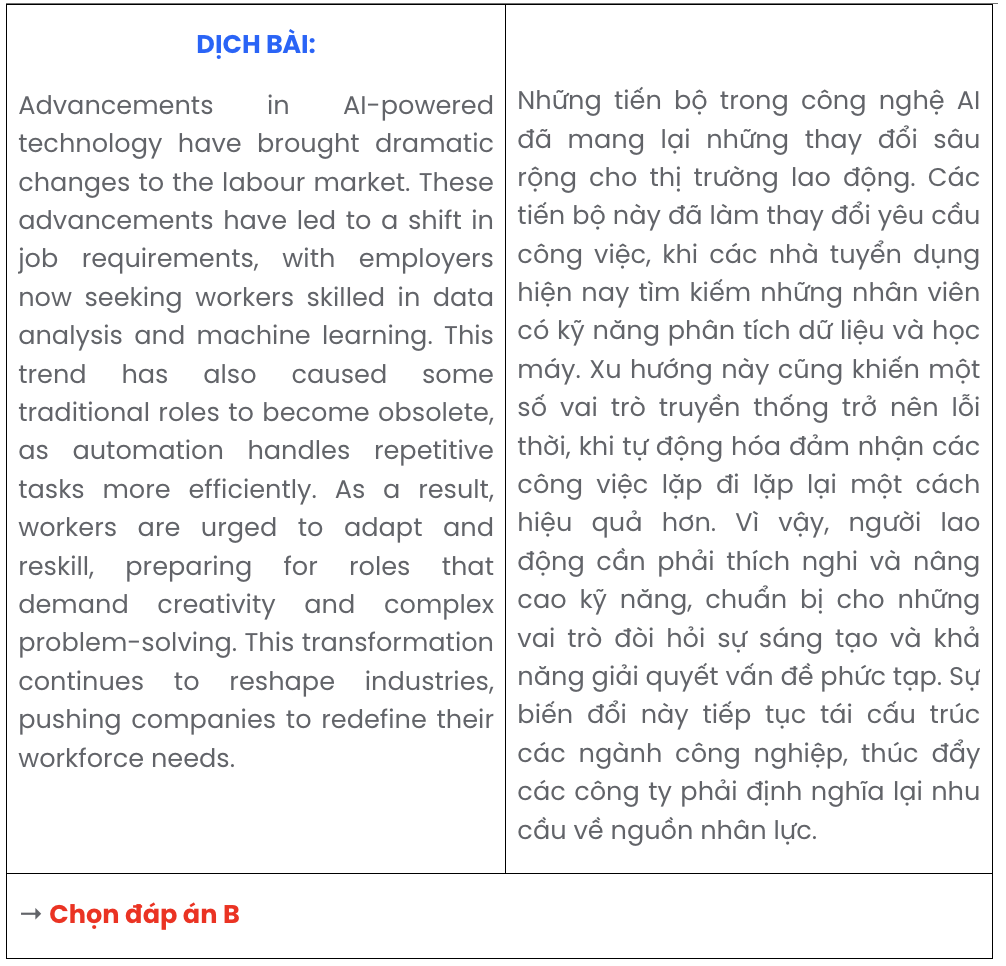 DỊCH BÀI:
Advancements in AI-powered
technology have brought dramatic
changes to the labour market. These
advancements have led to a shift in
job requirements, with employers
now seeking workers skilled in data
analysis and machine learning. This
trend has also caused some
traditional roles to become obsolete,
as automation handles repetitive
tasks more efficiently. As a result,
workers are urged to adapt and
reskill, preparing for roles that
demand creativity and complex
problem-solving. This transformation
continues to reshape industries,
pushing companies to redefine their
workforce needs.
Những tiến bộ trong công nghệ AI
đã mang lại những thay đổi sâu
rộng cho thị trường lao động. Các
tiến bộ này đã làm thay đổi yêu cầu
công việc, khi các nhà tuyển dụng
hiện nay tìm kiếm những nhân viên
có kỹ năng phân tích dữ liệu và học
máy. Xu hướng này cũng khiến một
số vai trò truyền thống trở nên lỗi
thời, khi tự động hóa đảm nhận các
công việc lặp đi lặp lại một cách
hiệu quả hơn. Vì vậy, người lao
động cần phải thích nghi và nâng
cao kỹ năng, chuẩn bị cho những
vai trò đòi hỏi sự sáng tạo và khả
năng giải quyết vấn đề phức tạp. Sự
biến đổi này tiếp tục tái cấu trúc
các ngành công nghiệp, thúc đẩy
các công ty phải định nghĩa lại nhu
cầu về nguồn nhân lực.
→ Chọn đáp án B